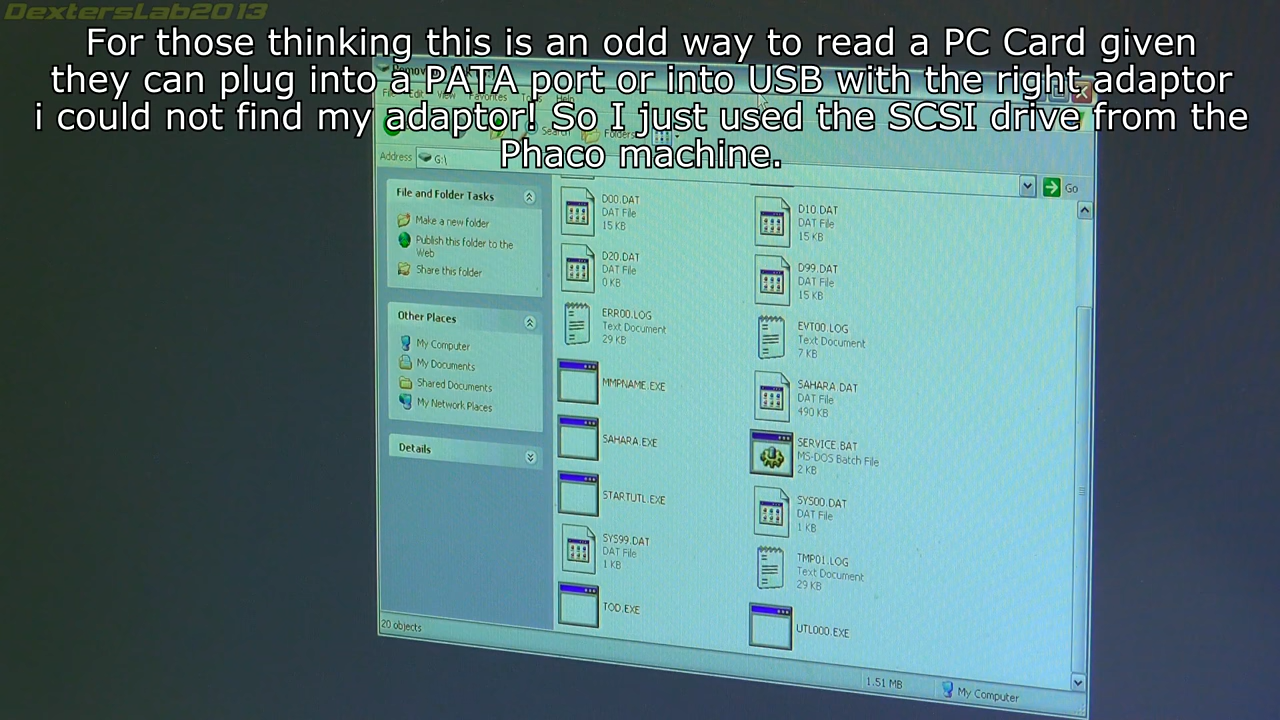 DextersLab2013
For those thinking this is an odd way to read a PC Card given
they can plug into a PATA port or into USB with the right adaptor
i could not find my adaptor! So I just used the SCSI drive from the
Phaco machine.
View Favorites
Help
Search
Folders
Address G:\
Go
File and Folder Tasks
Make a new folder
Publish this folder to the
Web
Share this folder
Other Places
My Computer
My Documents
Shared Documents
My Network Places
Details
D00.DAT
DAT File
15 KB
D10.DAT
DAT File
15 KB
D20.DAT
DAT File
0 KB
D99.DAT
DAT File
15 KB
ERR00.LOG
Text Document
29 KB
EVT00.LOG
Text Document
7 KB
MMPNAME.EXE
SAHARA.DAT
DAT File
490 KB
SAHARA.EXE
SERVICE.BAT
MS-DOS Batch File
2 KB
STARTUTL.EXE
SYS00.DAT
DAT File
1 KB
SYS99.DAT
DAT File
1 KB
TMP01.LOG
Text Document
29 KB
TOD.EXE
UTL000.EXE
20 objects
1.51 MB
My Computer